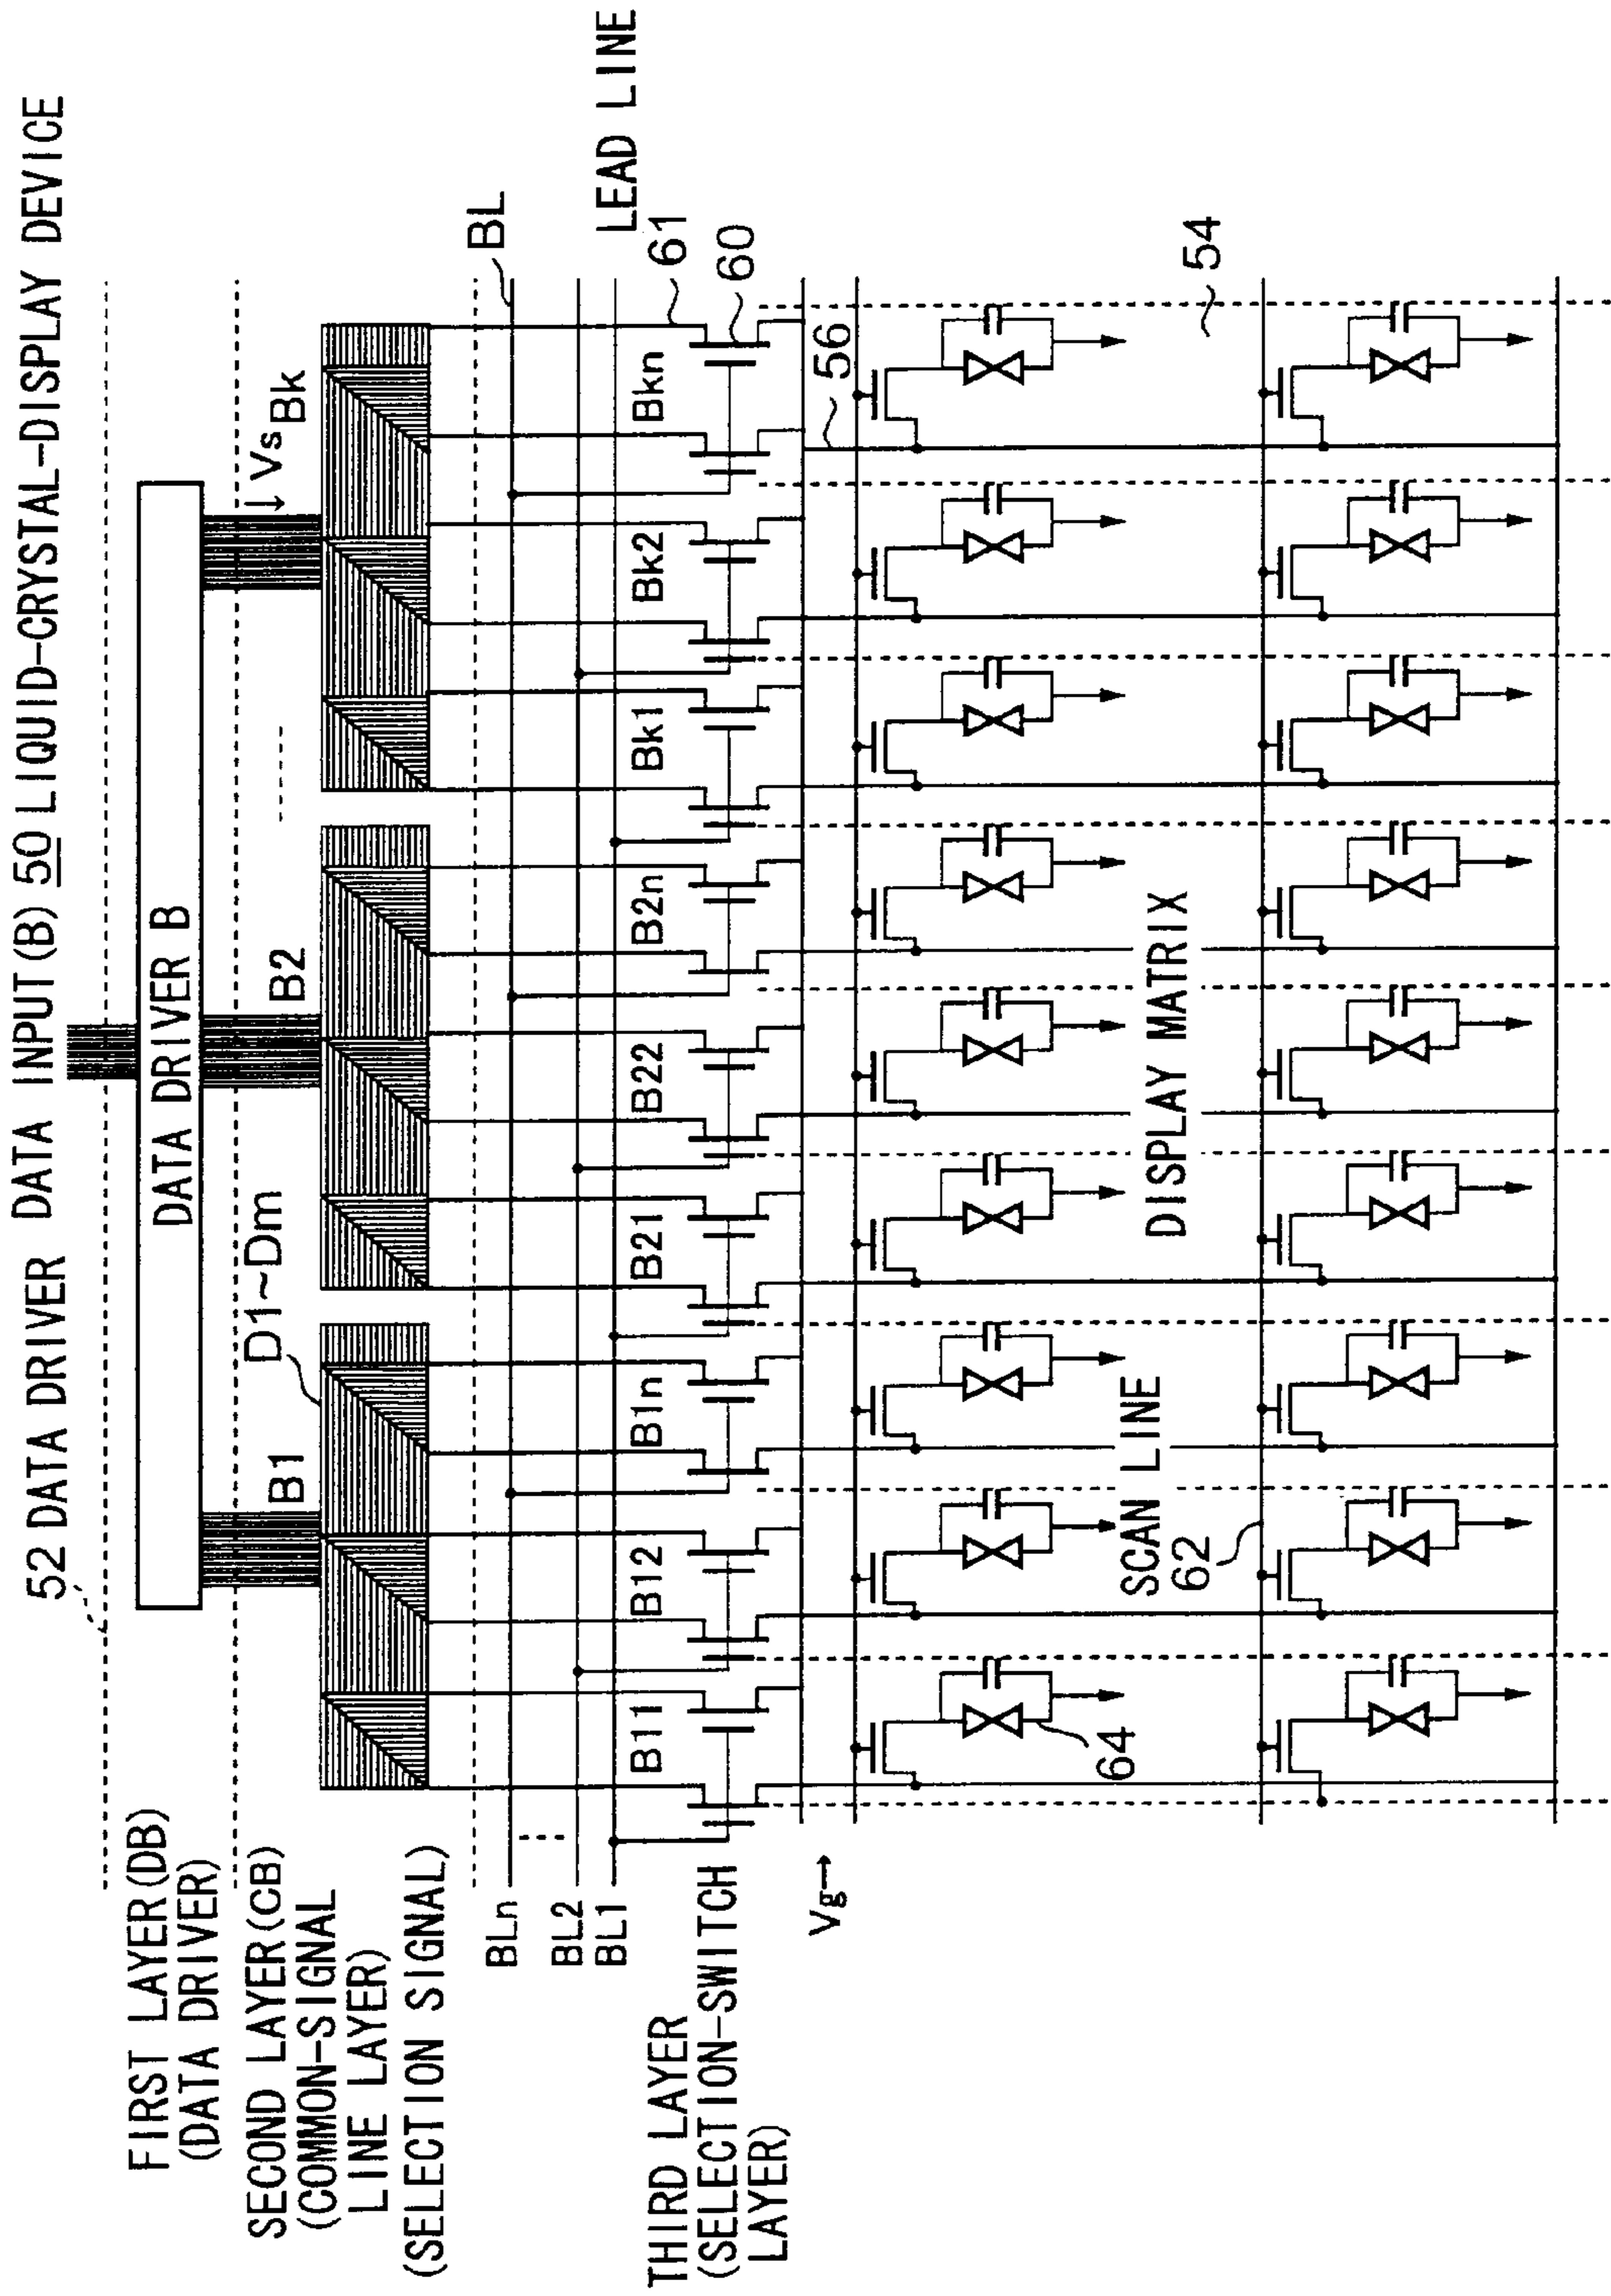 52 DATA DRIVER
DATA INPUT(B)
50 LIQUID-CRYSTAL-DISPLAY DEVICE
FIRST LAYER(DB)
(DATA DRIVER)
DATA DRIVER B
SECOND LAYER(CB)
(COMMON-SIGNAL
LINE LAYER)
B1
D1~Dm
B2
Vs
Bk
(SELECTION SIGNAL)
BLn
BL
BL2
BL1
LEAD LINE
THIRD LAYER
(SELECTION-SWITCH
LAYER)
B11
B12
B1n
B21
B22
B2n
Bk1
Bk2
Bkn
61
60
Vg→
56
64
SCAN LINE
62
DISPLAY MATRIX
54